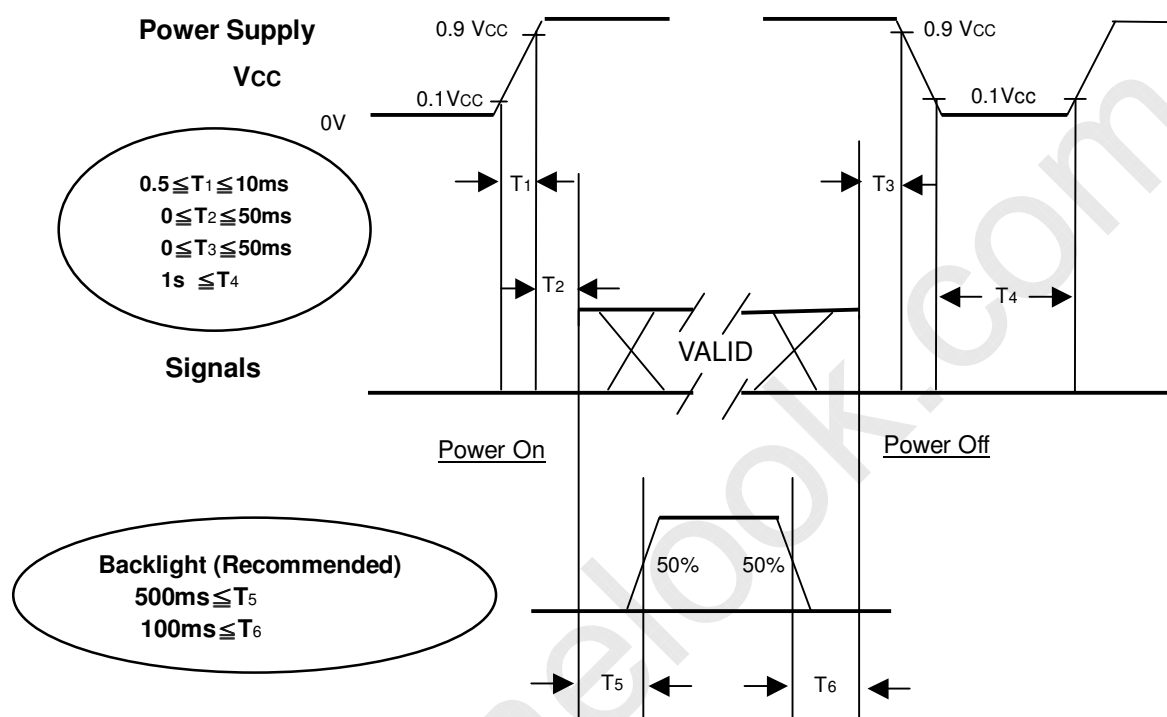 Power Supply
VCC
0.9 VCC
0.9 VCC
0.1VCC
0.1Vcc
0V
0.5≦T1≦10ms
0≦T2≦50ms
0≦T3≦50ms
1s ≦T4
T1
T3
T2
T4
VALID
Signals
Power On
Power Off
Backlight (Recommended)
500ms≦T5
100ms≦T6
50%
50%
T5
T6
melook.com